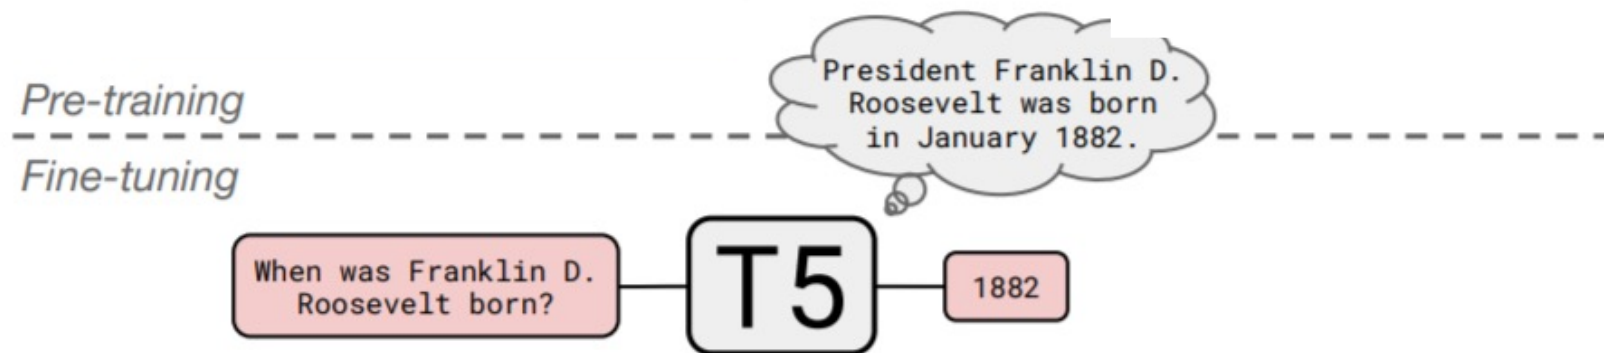 Pre-training
President Franklin D.
Roosevelt was born
in January 1882.
Fine-tuning
When was Franklin D.
Roosevelt born?
T5
1882